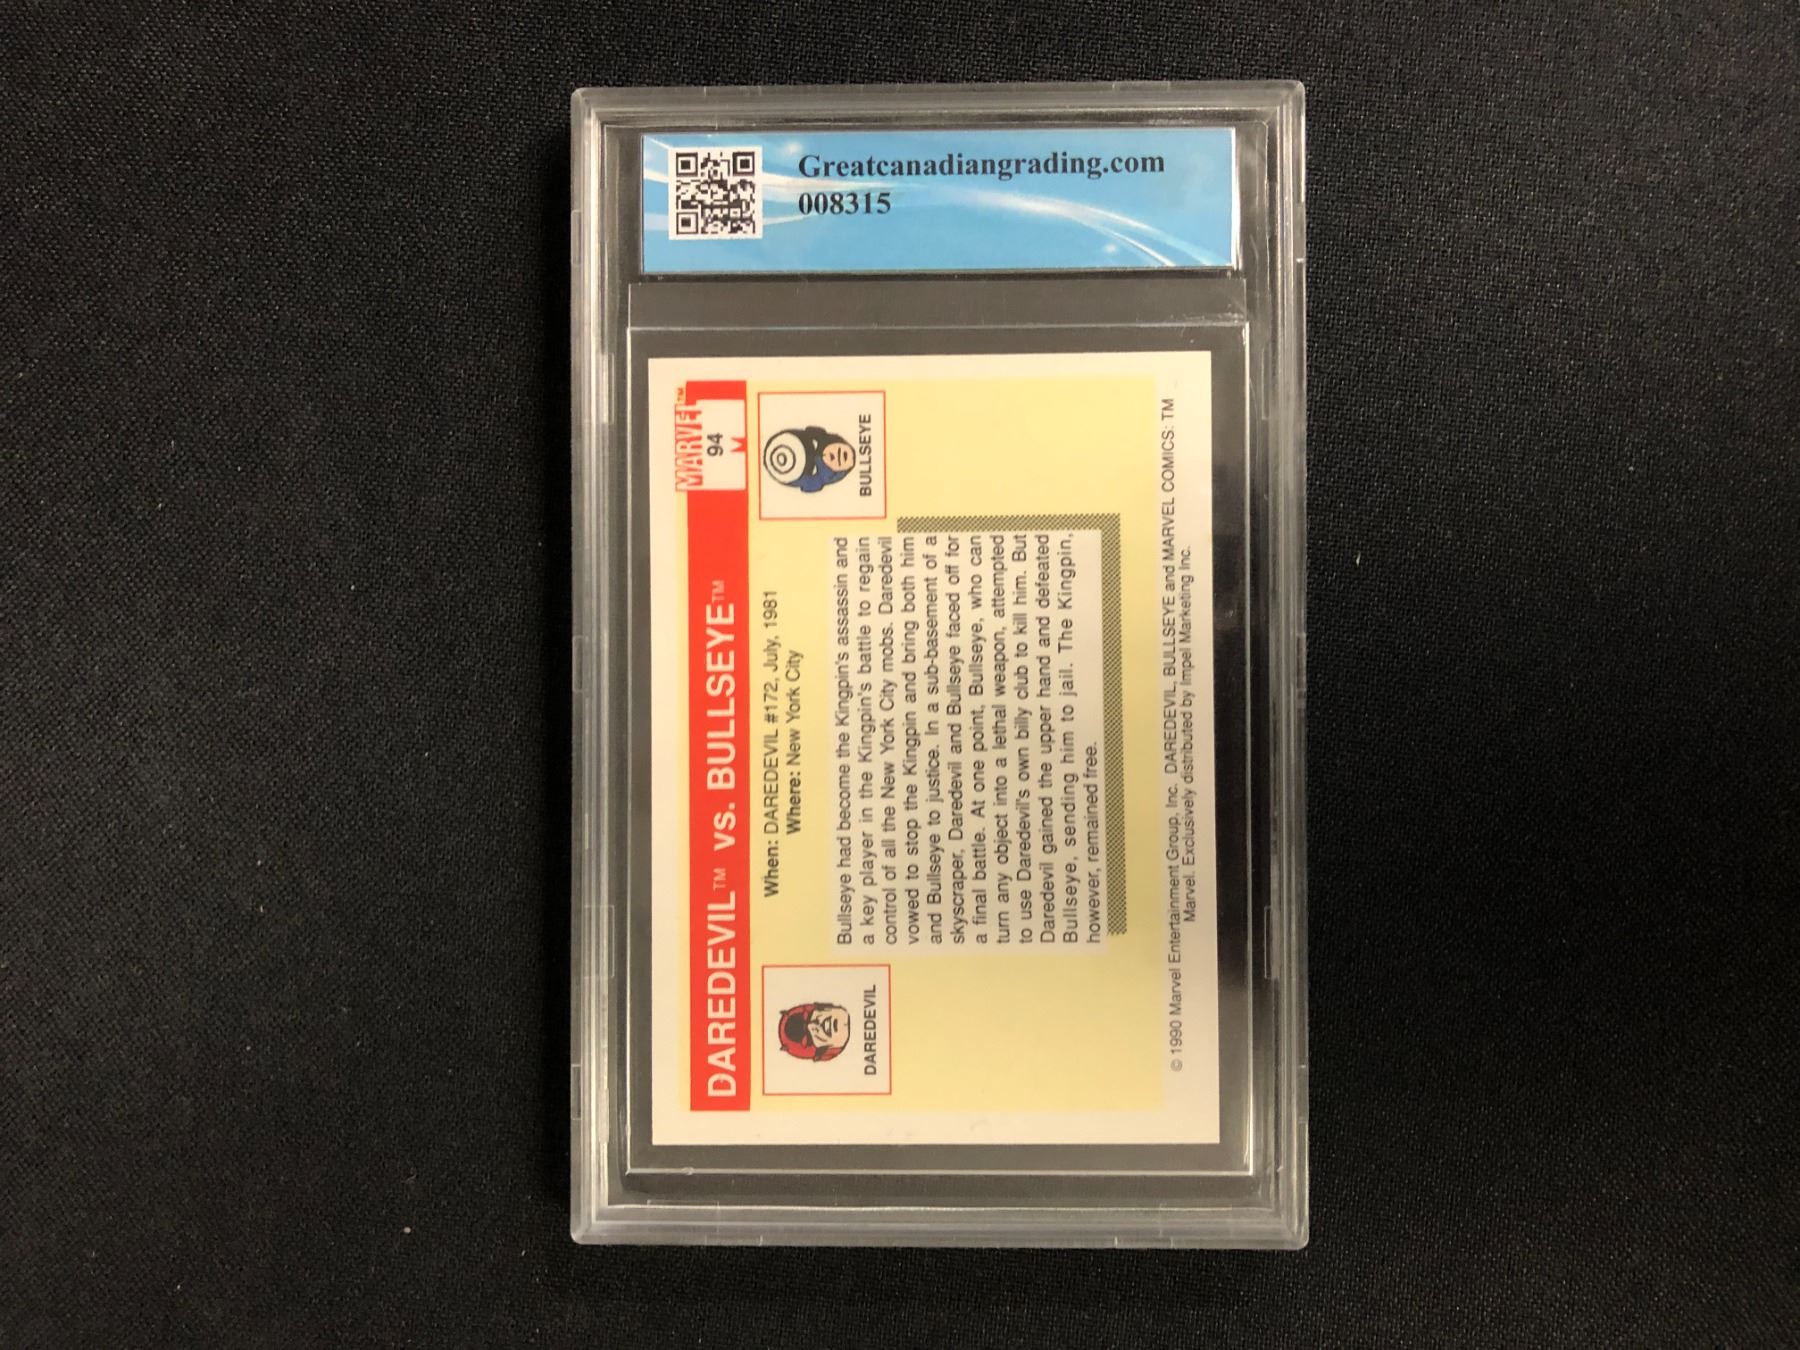 Greatcanadiangrading.com
008315
MARVEL™
94
DAREDEVIL™ vs. BULLSEYE™
When: DAREDEVIL #172, July, 1981
Where: New York City
DAREDEVIL
BULLSEYE
Bullseye had become the Kingpin's assassin and
a key player in the Kingpin's battle to regain
control of all the New York City mobs. Daredevil
vowed to stop the Kingpin and bring both him
and Bullseye to justice. In a sub-basement of a
skyscraper, Daredevil and Bullseye faced off for
a final battle. At one point, Bullseye, who can
turn any object into a lethal weapon, attempted
to use Daredevil's own billy club to kill him. But
Daredevil gained the upper hand and defeated
Bullseye, sending him to jail. The Kingpin,
however, remained free.
© 1990 Marvel Entertainment Group, Inc. DAREDEVIL, BULLSEYE and MARVEL COMICS: TM
Marvel. Exclusively distributed by Impel Marketing Inc.